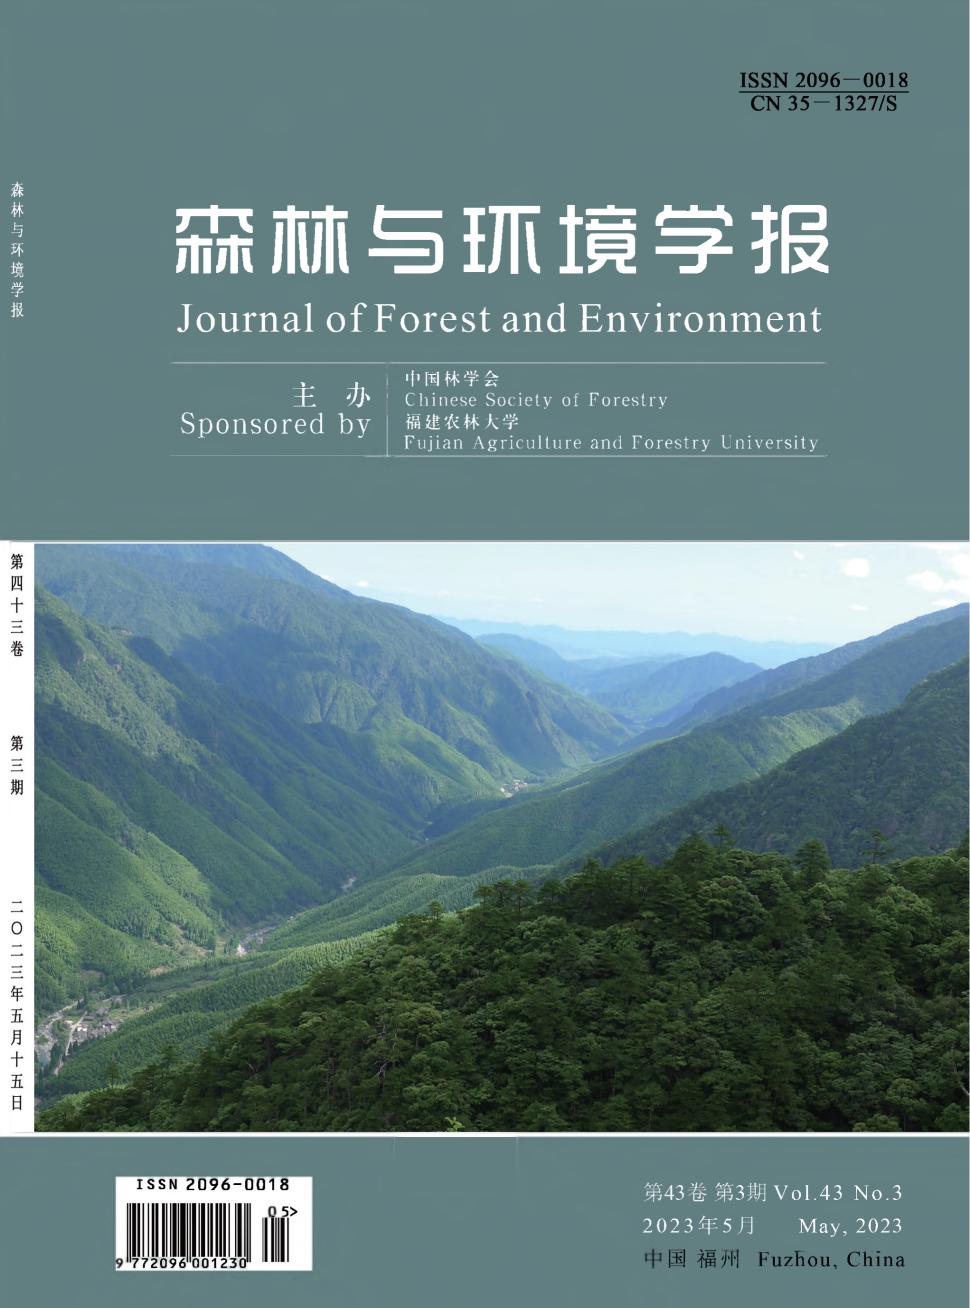 ISSN 2096－0018
CN 35－1327/S
森林与环境学报
森林与环境学报
Journal of Forest and Environment
主 办
Sponsored by
中国林学会
Chinese Society of Forestry
福建农林大学
Fujian Agriculture and Forestry University
第四十三卷 第三期 二〇二三年五月十五日
ISSN 2096-0018
05>
9 772096 001230
第43卷 第3期 Vol.43 No.3
2023年5月 May, 2023
中国 福州 Fuzhou, China